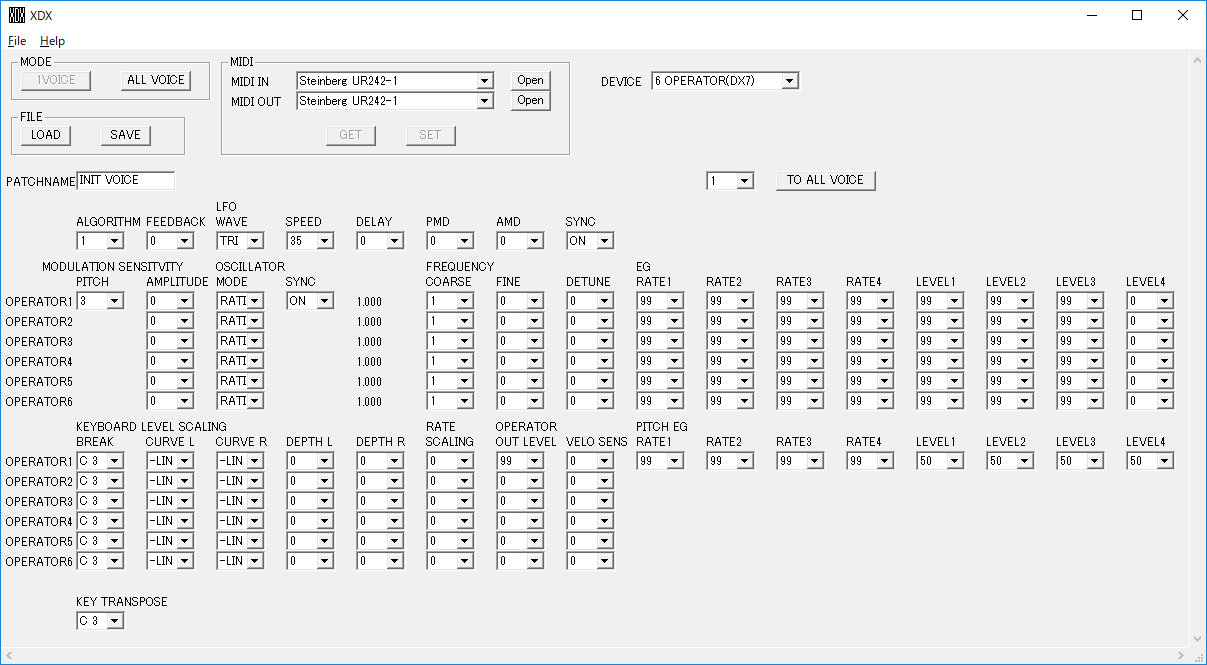 XDX
File Help
MODE
1VOICE ALL VOICE
MIDI
MIDI IN Steinberg UR242-1 Open
MIDI OUT Steinberg UR242-1 Open
GET SET
DEVICE 6 OPERATOR(DX7)
FILE
LOAD SAVE
PATCHNAME INIT VOICE 1 TO ALL VOICE
LFO
ALGORITHM FEEDBACK WAVE SPEED DELAY PMD AMD SYNC
1 0 TRI 35 0 0 0 ON
MODULATION SENSITVITY OSCILLATOR FREQUENCY EG
PITCH AMPLITUDE MODE SYNC COARSE FINE DETUNE RATE1 RATE2 RATE3 RATE4 LEVEL1 LEVEL2 LEVEL3 LEVEL4
OPERATOR1 3 0 RATI ON 1.000 1 0 0 99 99 99 99 99 99 99 0
OPERATOR2 0 RATI 1.000 1 0 0 99 99 99 99 99 99 99 0
OPERATOR3 0 RATI 1.000 1 0 0 99 99 99 99 99 99 99 0
OPERATOR4 0 RATI 1.000 1 0 0 99 99 99 99 99 99 99 0
OPERATOR5 0 RATI 1.000 1 0 0 99 99 99 99 99 99 99 0
OPERATOR6 0 RATI 1.000 1 0 0 99 99 99 99 99 99 99 0
KEYBOARD LEVEL SCALING RATE OPERATOR PITCH EG
BREAK CURVE L CURVE R DEPTH L DEPTH R SCALING OUT LEVEL VELO SENS RATE1 RATE2 RATE3 RATE4 LEVEL1 LEVEL2 LEVEL3 LEVEL4
OPERATOR1 C 3 -LIN -LIN 0 0 0 99 0 99 99 99 99 50 50 50 50
OPERATOR2 C 3 -LIN -LIN 0 0 0 0 0
OPERATOR3 C 3 -LIN -LIN 0 0 0 0 0
OPERATOR4 C 3 -LIN -LIN 0 0 0 0 0
OPERATOR5 C 3 -LIN -LIN 0 0 0 0 0
OPERATOR6 C 3 -LIN -LIN 0 0 0 0 0
KEY TRANSPOSE
C 3